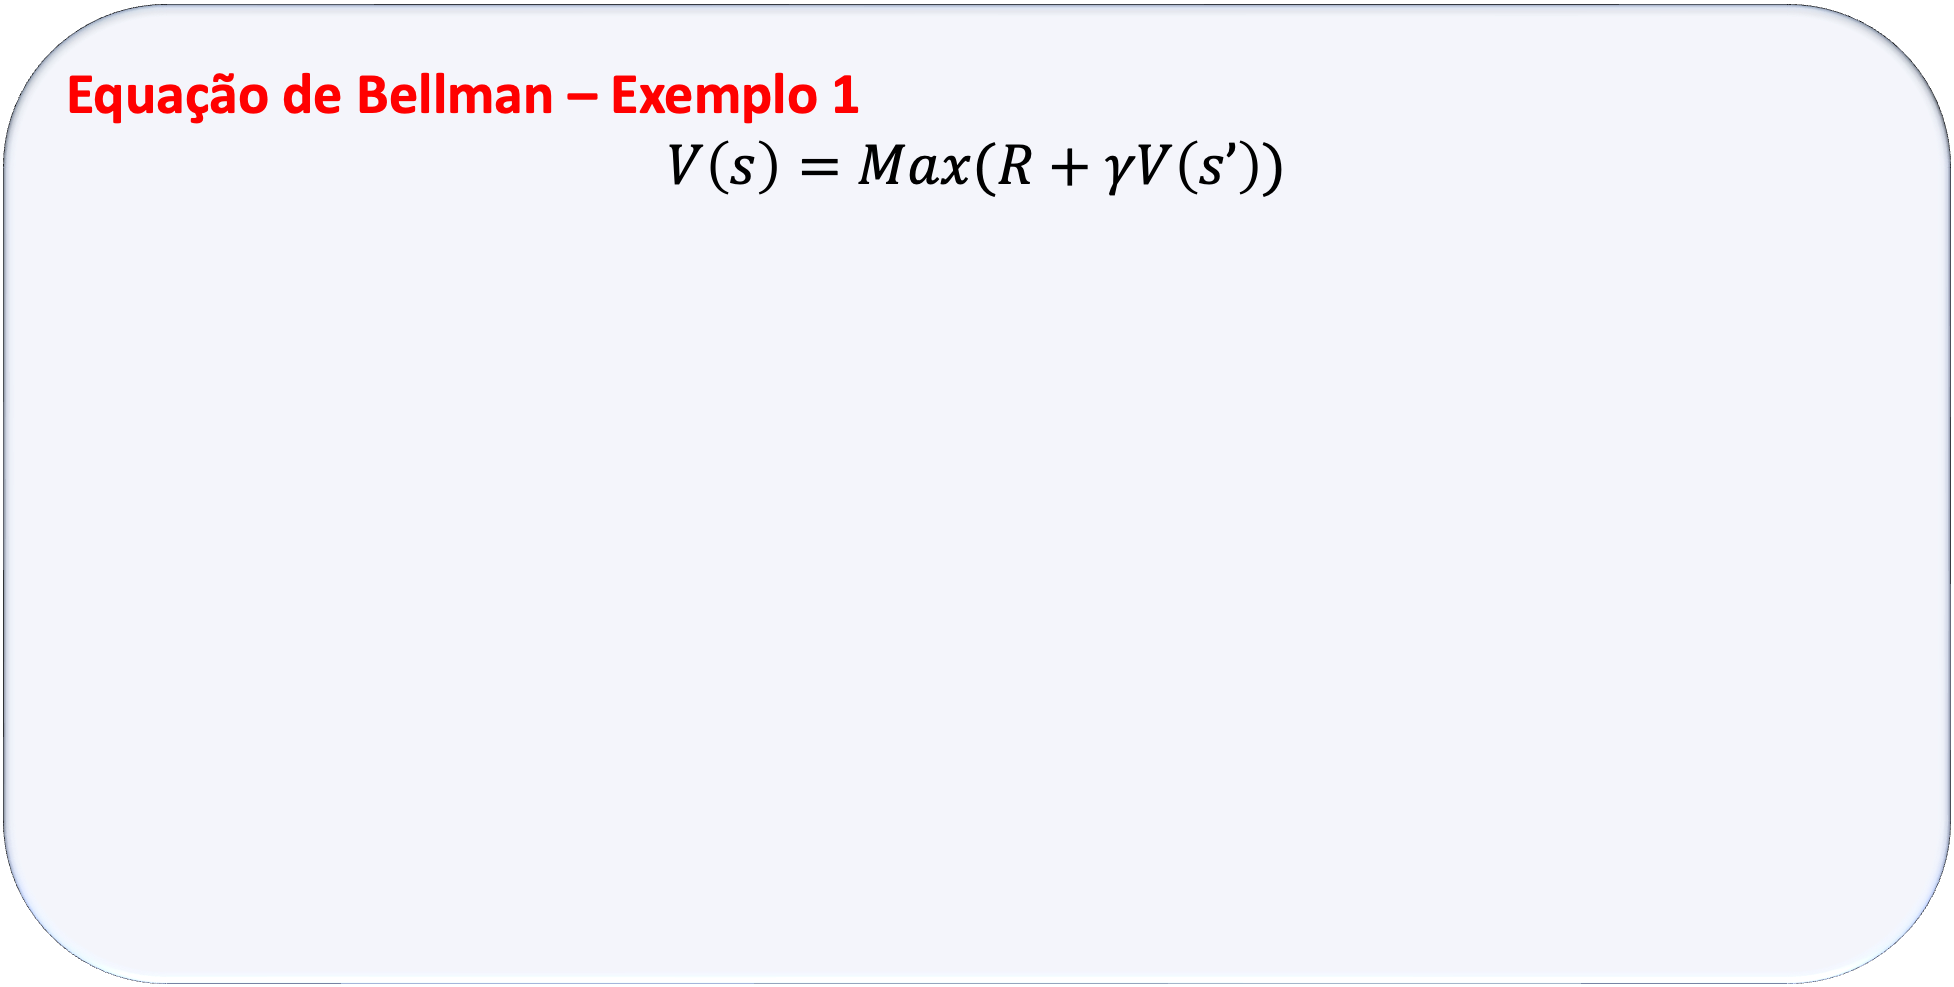 Equação de Bellman – Exemplo 1
V(s) = Max(R + γV(s’))